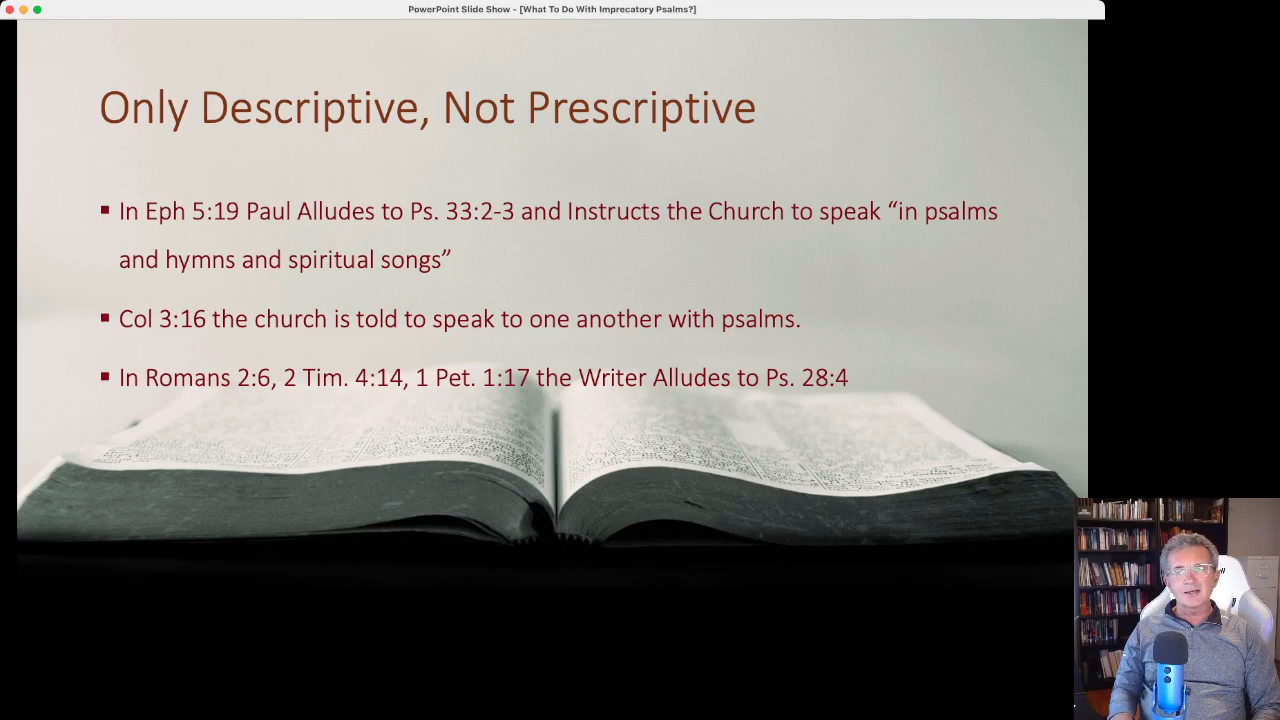 PowerPoint Slide Show - [What To Do With Imprecatory Psalms?]
Only Descriptive, Not Prescriptive
▪ In Eph 5:19 Paul Alludes to Ps. 33:2-3 and Instructs the Church to speak “in psalms
and hymns and spiritual songs”
▪ Col 3:16 the church is told to speak to one another with psalms.
▪ In Romans 2:6, 2 Tim. 4:14, 1 Pet. 1:17 the Writer Alludes to Ps. 28:4